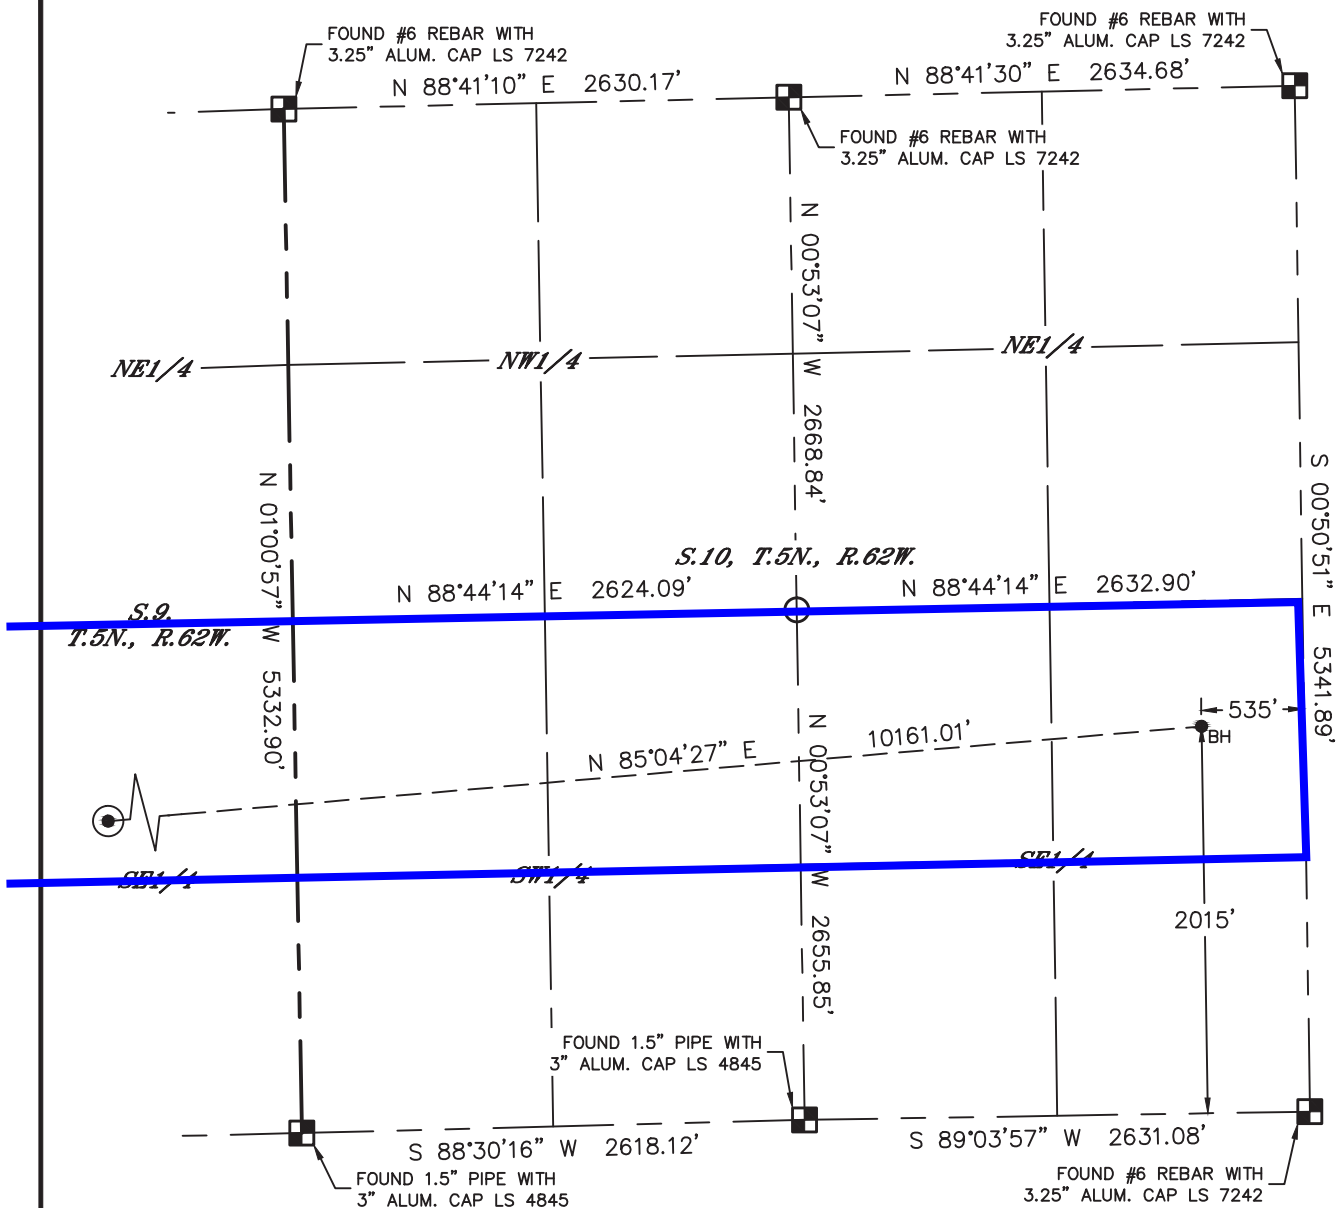 FOUND #6 REBAR WITH
3.25” ALUM. CAP LS 7242
FOUND #6 REBAR WITH
3.25” ALUM. CAP LS 7242
N 88°41'10” E 2630.17'
N 88°41'30” E 2634.68'
FOUND #6 REBAR WITH
3.25” ALUM. CAP LS 7242
N 00°53'07” W 2668.84'
NE1/4
NW1/4
NE1/4
N 01°00'57” W 5332.90'
S 00°50'51” E 5341.89'
S.10, T.5N., R.62W.
N 88°44'14” E 2624.09'
N 88°44'14” E 2632.90'
S.9.
T.5N., R.62W.
535'
BH
N 85°04'27” E 10161.01'
N 00°53'07” W 2655.85'
SE1/4
SW1/4
SE1/4
2015'
FOUND 1.5” PIPE WITH
3” ALUM. CAP LS 4845
S 88°30'16” W 2618.12'
S 89°03'57” W 2631.08'
FOUND 1.5” PIPE WITH
3” ALUM. CAP LS 4845
FOUND #6 REBAR WITH
3.25” ALUM. CAP LS 7242